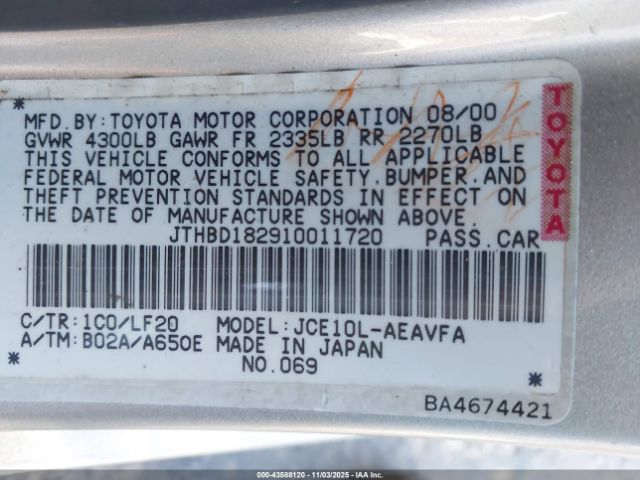 MFD.BY:TOYOTA MOTOR CORPORATION 08/00
GVWR 4300LB GAWR FR 2335LB RR 2270LB
THIS VEHICLE CONFORMS TO ALL APPLICABLE
FEDERAL MOTOR VEHICLE SAFETY,BUMPER,AND
THEFT PREVENTION STANDARDS IN EFFECT ON
THE DATE OF MANUFACTURE SHOWN ABOVE.
JTHBD182910011720 PASS.CAR
C/TR:1C0/LF20 MODEL:JCE10L-AEAVFA
A/TM:B02A/A650E MADE IN JAPAN
NO.069
BA4674421
TOYOTA
000-43588120 - 11/03/2025 - IAA Inc.